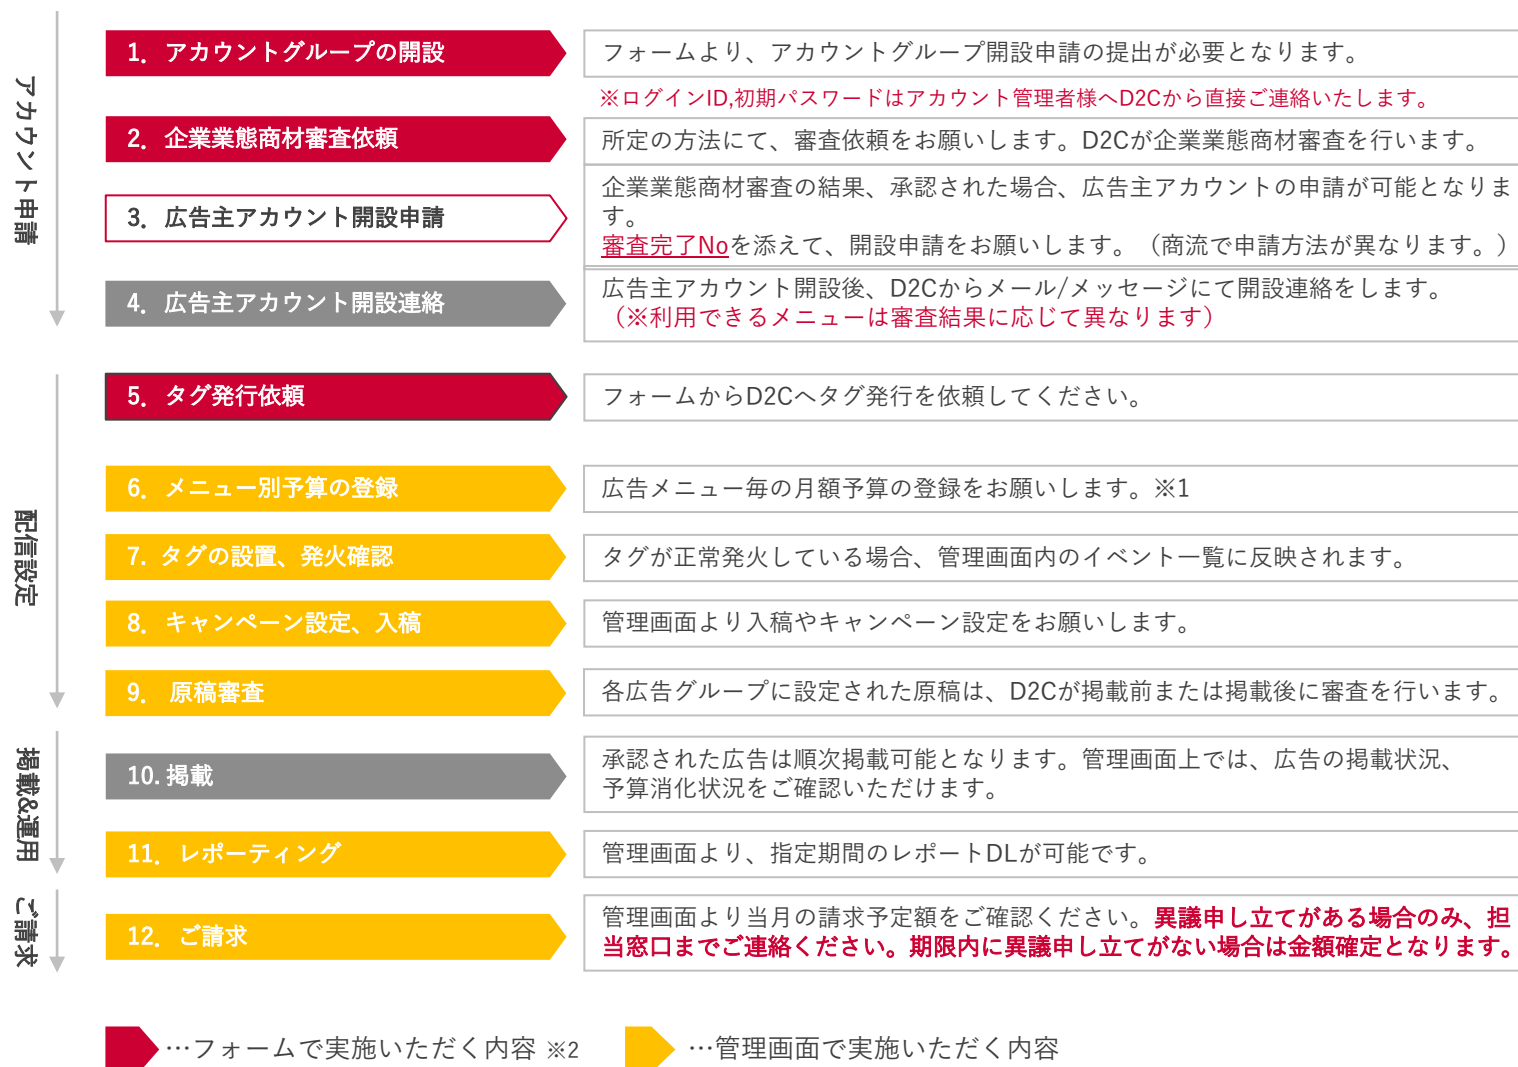 アカウント申請
1. アカウントグループの開設
フォームより、アカウントグループ開設申請の提出が必要となります。
※ログインID,初期パスワードはアカウント管理者様へD2Cから直接ご連絡いたします。
2. 企業業態商材審査依頼
所定の方法にて、審査依頼をお願いします。D2Cが企業業態商材審査を行います。
3. 広告主アカウント開設申請
企業業態商材審査の結果、承認された場合、広告主アカウントの申請が可能となりま
す。
審査完了Noを添えて、開設申請をお願いします。（商流で申請方法が異なります。）
4. 広告主アカウント開設連絡
広告主アカウント開設後、D2Cからメール/メッセージにて開設連絡をします。
（※利用できるメニューは審査結果に応じて異なります）
配信設定
5. タグ発行依頼
フォームからD2Cへタグ発行を依頼してください。
6. メニュー別予算の登録
広告メニュー毎の月額予算の登録をお願いします。※1
7. タグの設置、発火確認
タグが正常発火している場合、管理画面内のイベント一覧に反映されます。
8. キャンペーン設定、入稿
管理画面より入稿やキャンペーン設定をお願いします。
9. 原稿審査
各広告グループに設定された原稿は、D2Cが掲載前または掲載後に審査を行います。
掲載&運用
10. 掲載
承認された広告は順次掲載可能となります。管理画面上では、広告の掲載状況、
予算消化状況をご確認いただけます。
11. レポーティング
管理画面より、指定期間のレポートDLが可能です。
ご請求
12. ご請求
管理画面より当月の請求予定額をご確認ください。異議申し立てがある場合のみ、担
当窓口までご連絡ください。期限内に異議申し立てがない場合は金額確定となります。
…フォームで実施いただく内容 ※2
…管理画面で実施いただく内容